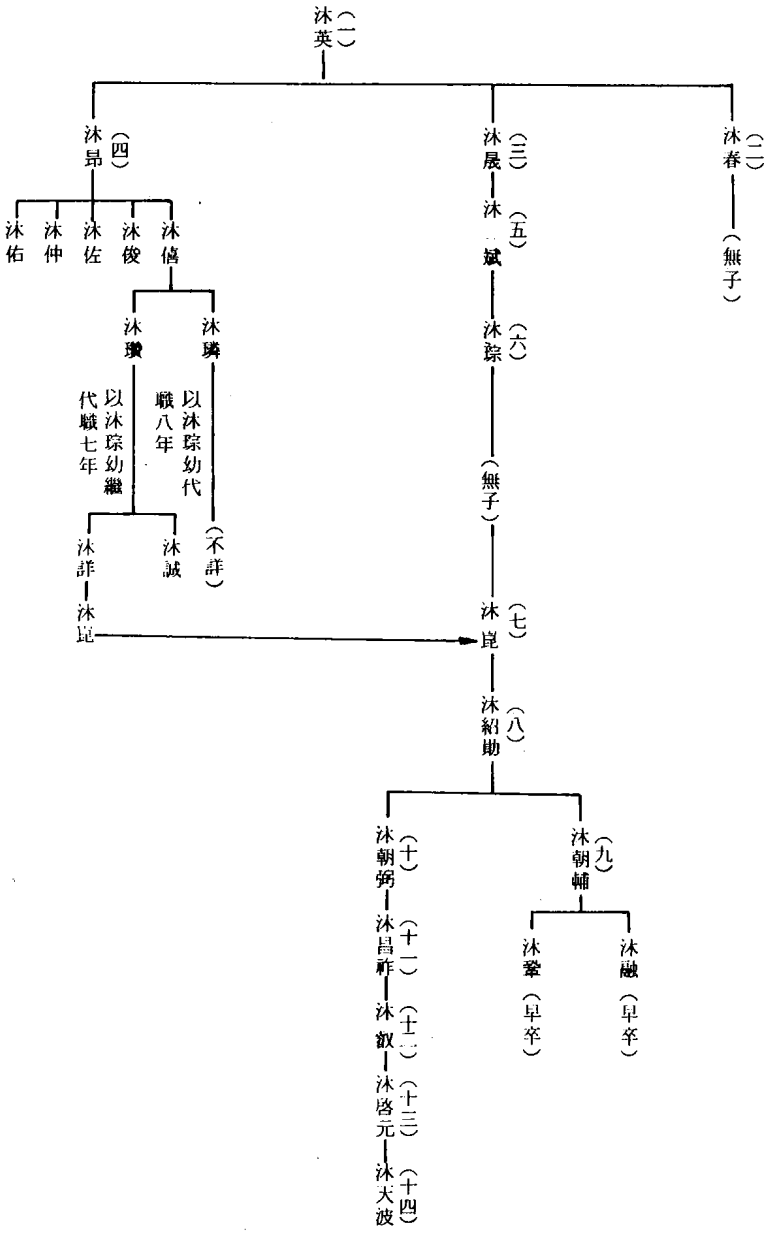 (一)
沐英
(二)
沐春
(無子)
(三)
沐晟
(五)
沐斌
(六)
沐琮
(無子)
(七)
沐崑
(八)
沐紹勛
(九)
沐朝輔
沐融(早卒)
沐鞏(早卒)
(十)
沐朝弼
(十一)
沐昌祚
(十二)
沐叡
(十三)
沐啓元
(十四)
沐天波
(四)
沐昻
沐僖
沐俊
沐佐
沐仲
沐佑
沐璘
以沐琮幼代
職八年
(不詳)
沐瓚
以沐琮幼繼
代職七年
沐誠
沐詳
沐崑